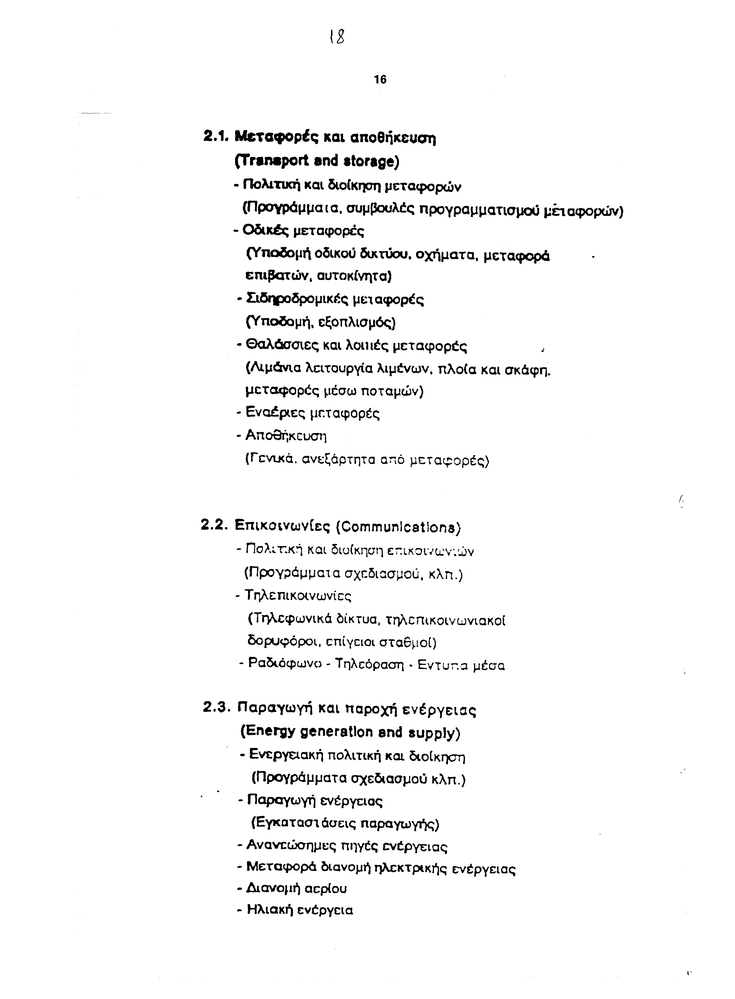 18
16
2.1. Μεταφορές και αποθήκευση
(Transport and storage)
- Πολιτική και διοίκηση μεταφορών
(Προγράμματα, συμβουλές προγραμματισμού μεταφορών)
- Οδικές μεταφορές
(Υποδομή οδικού δικτύου, οχήματα, μεταφορά
επιβατών, αυτοκίνητα)
- Σιδηροδρομικές μεταφορές
(Υποδομή, εξοπλισμός)
- Θαλάσσιες και λοιπές μεταφορές
(Λιμάνια λειτουργία λιμένων, πλοία και σκάφη,
μεταφορές μέσω ποταμών)
- Εναέριες μεταφορές
- Αποθήκευση
(Γενικά. ανεξάρτητα από μεταφορές)
2.2. Επικοινωνίες (Communications)
- Πολιτική και διοίκηση επικοινωνιών
(Προγράμματα σχεδιασμού, κλπ.)
- Τηλεπικοινωνίες
(Τηλεφωνικά δίκτυα, τηλεπικοινωνιακοί
δορυφόροι, επίγειοι σταθμοί)
- Ραδιόφωνο - Τηλεόραση - Εντυπα μέσα
2.3. Παραγωγή και παροχή ενέργειας
(Energy generation and supply)
- Ενεργειακή πολιτική και διοίκηση
(Προγράμματα σχεδιασμού κλπ.)
- Παραγωγή ενέργειας
(Εγκαταστάσεις παραγωγής)
- Ανανεώσημες πηγές ενέργειας
- Μεταφορά διανομή ηλεκτρικής ενέργειας
- Διανομή αερίου
- Ηλιακή ενέργεια